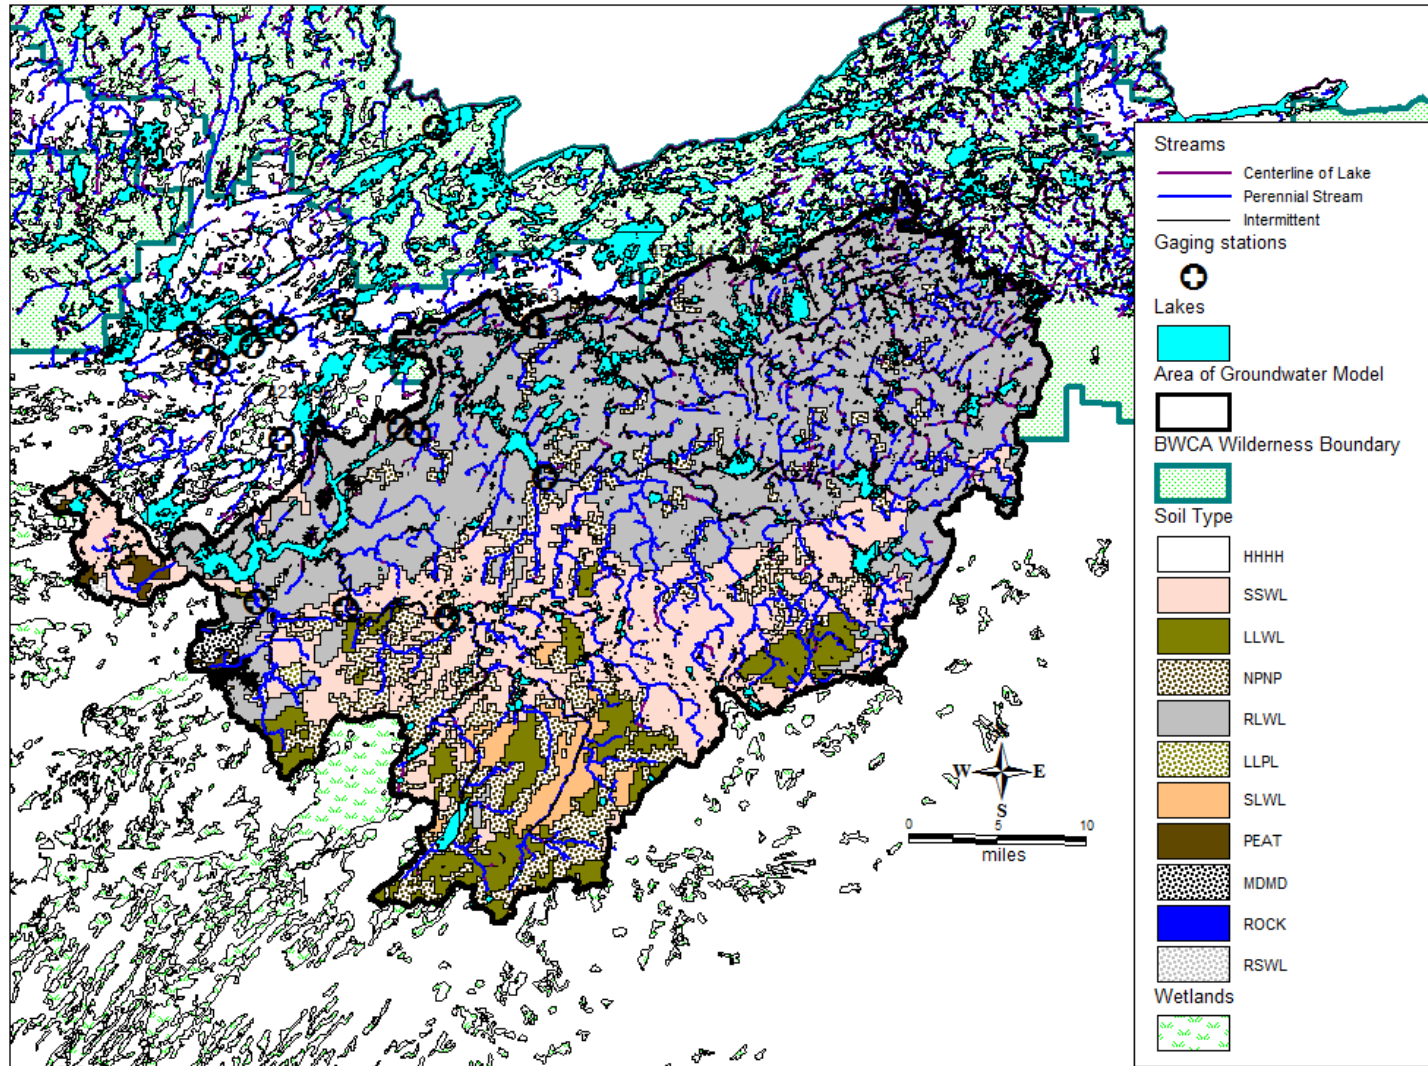 Streams
Centerline of Lake
Perennial Stream
Intermittent
Gaging stations
Lakes
Area of Groundwater Model
BWCA Wilderness Boundary
Soil Type
HHHH
SSWL
LLWL
NPNP
RLWL
LLPL
SLWL
PEAT
MDMD
ROCK
RSWL
Wetlands
W
E
S
0
5
10
miles